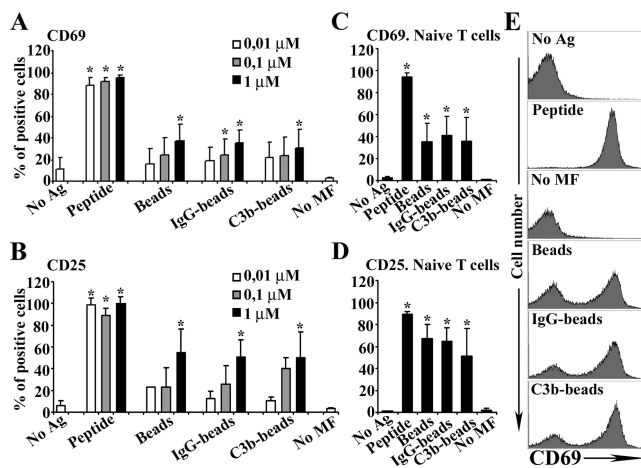 A
CD69
% of positive cells
120
100
80
60
40
20
0
* * *
*
* *
*
0,01 µM
0,1 µM
1 µM
No Ag
Peptide
Beads
IgG-beads
C3b-beads
No MF
B
CD25
% of positive cells
120
100
80
60
40
20
0
* * *
*
*
*
0,01 µM
0,1 µM
1 µM
No Ag
Peptide
Beads
IgG-beads
C3b-beads
No MF
C
CD69. Naive T cells
120
100
80
60
40
20
0
*
* * *
No Ag
Peptide
Beads
IgG-beads
C3b-beads
No MF
D
CD25. Naive T cells
120
100
80
60
40
20
0
*
* * *
No Ag
Peptide
Beads
IgG-beads
C3b-beads
No MF
E
No Ag
Peptide
No MF
Beads
IgG-beads
C3b-beads
Cell number
CD69